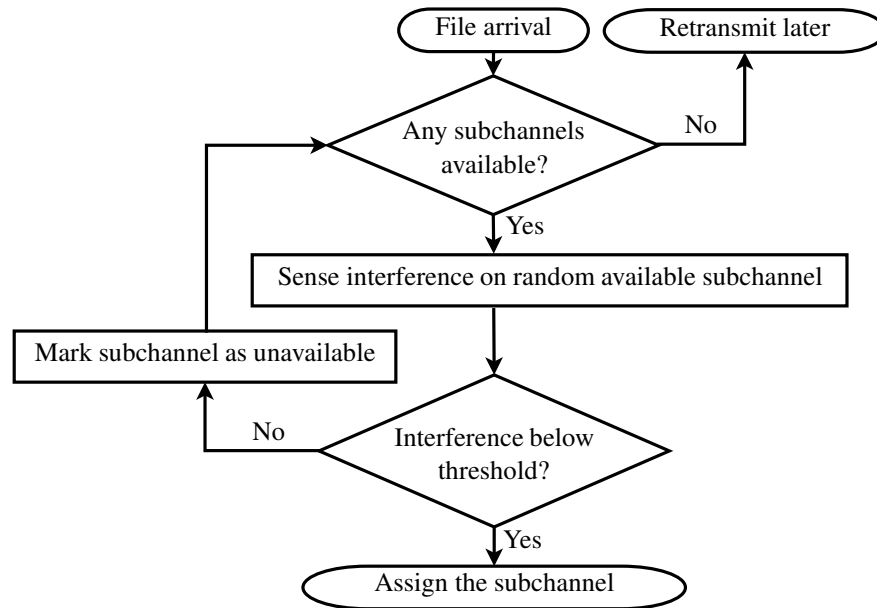 File arrival
Retransmit later
Any subchannels
available?
No
Yes
Sense interference on random available subchannel
Mark subchannel as unavailable
No
Interference below
threshold?
Yes
Assign the subchannel